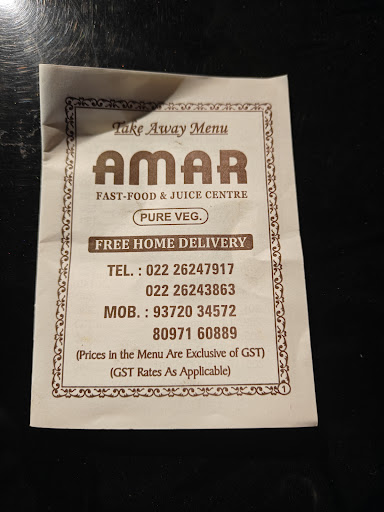 Take Away Menu
AMAR
FAST-FOOD & JUICE CENTRE
PURE VEG.
FREE HOME DELIVERY
TEL. : 022 26247917
022 26243863
MOB. : 93720 34572
80971 60889
(Prices in the Menu Are Exclusive of GST)
(GST Rates As Applicable)
1